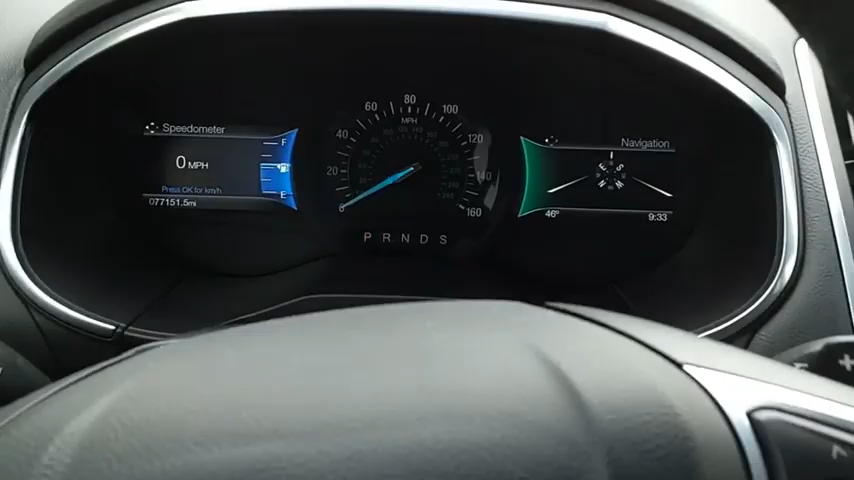 Speedometer
F
0 MPH
E
Press OK for km/h
077151.5mi
0
20
40
60
80
100
120
140
160
MPH
P R N D S
Navigation
S
46°
9:33
+